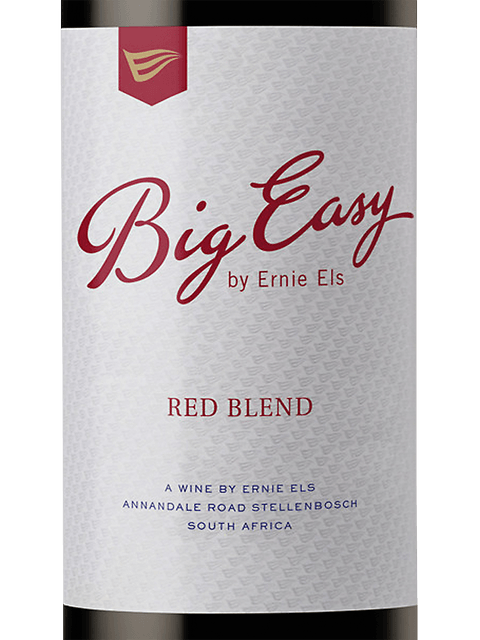 Big Easy
by Ernie Els
RED BLEND
A WINE BY ERNIE ELS
ANNANDALE ROAD STELLENBOSCH
SOUTH AFRICA